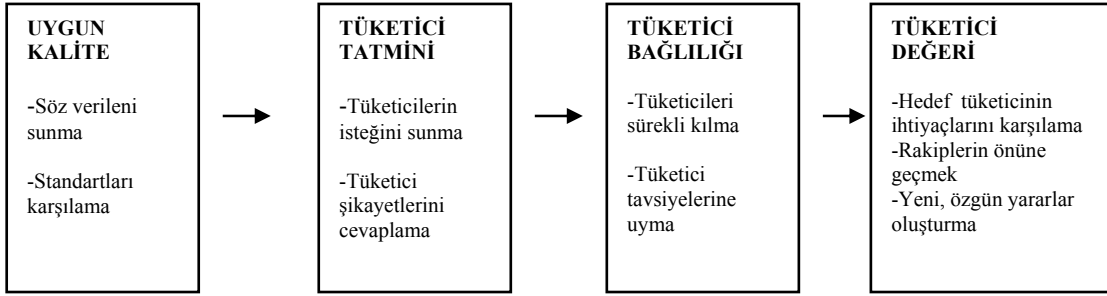 UYGUN
KALİTE
-Söz verileni
sunma
-Standartları
karşılama
TÜKETİCİ
TATMİNİ
-Tüketicilerin
isteğini sunma
-Tüketici
şikayetlerini
cevaplama
TÜKETİCİ
BAĞLILIĞI
-Tüketicileri
sürekli kılma
-Tüketici
tavsiyelerine
uyma
TÜKETİCİ
DEĞERİ
-Hedef tüketicinin
ihtiyaçlarını karşılama
-Rakiplerin önüne
geçmek
-Yeni, özgün yararlar
oluşturma